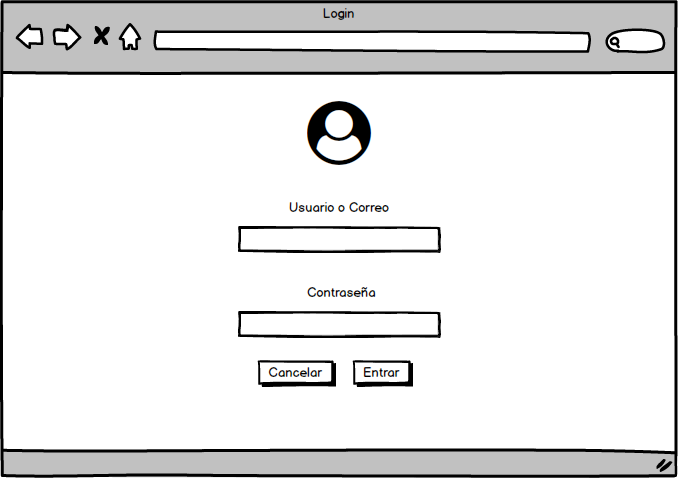 Login
Usuario o Correo
Contraseña
Cancelar
Entrar